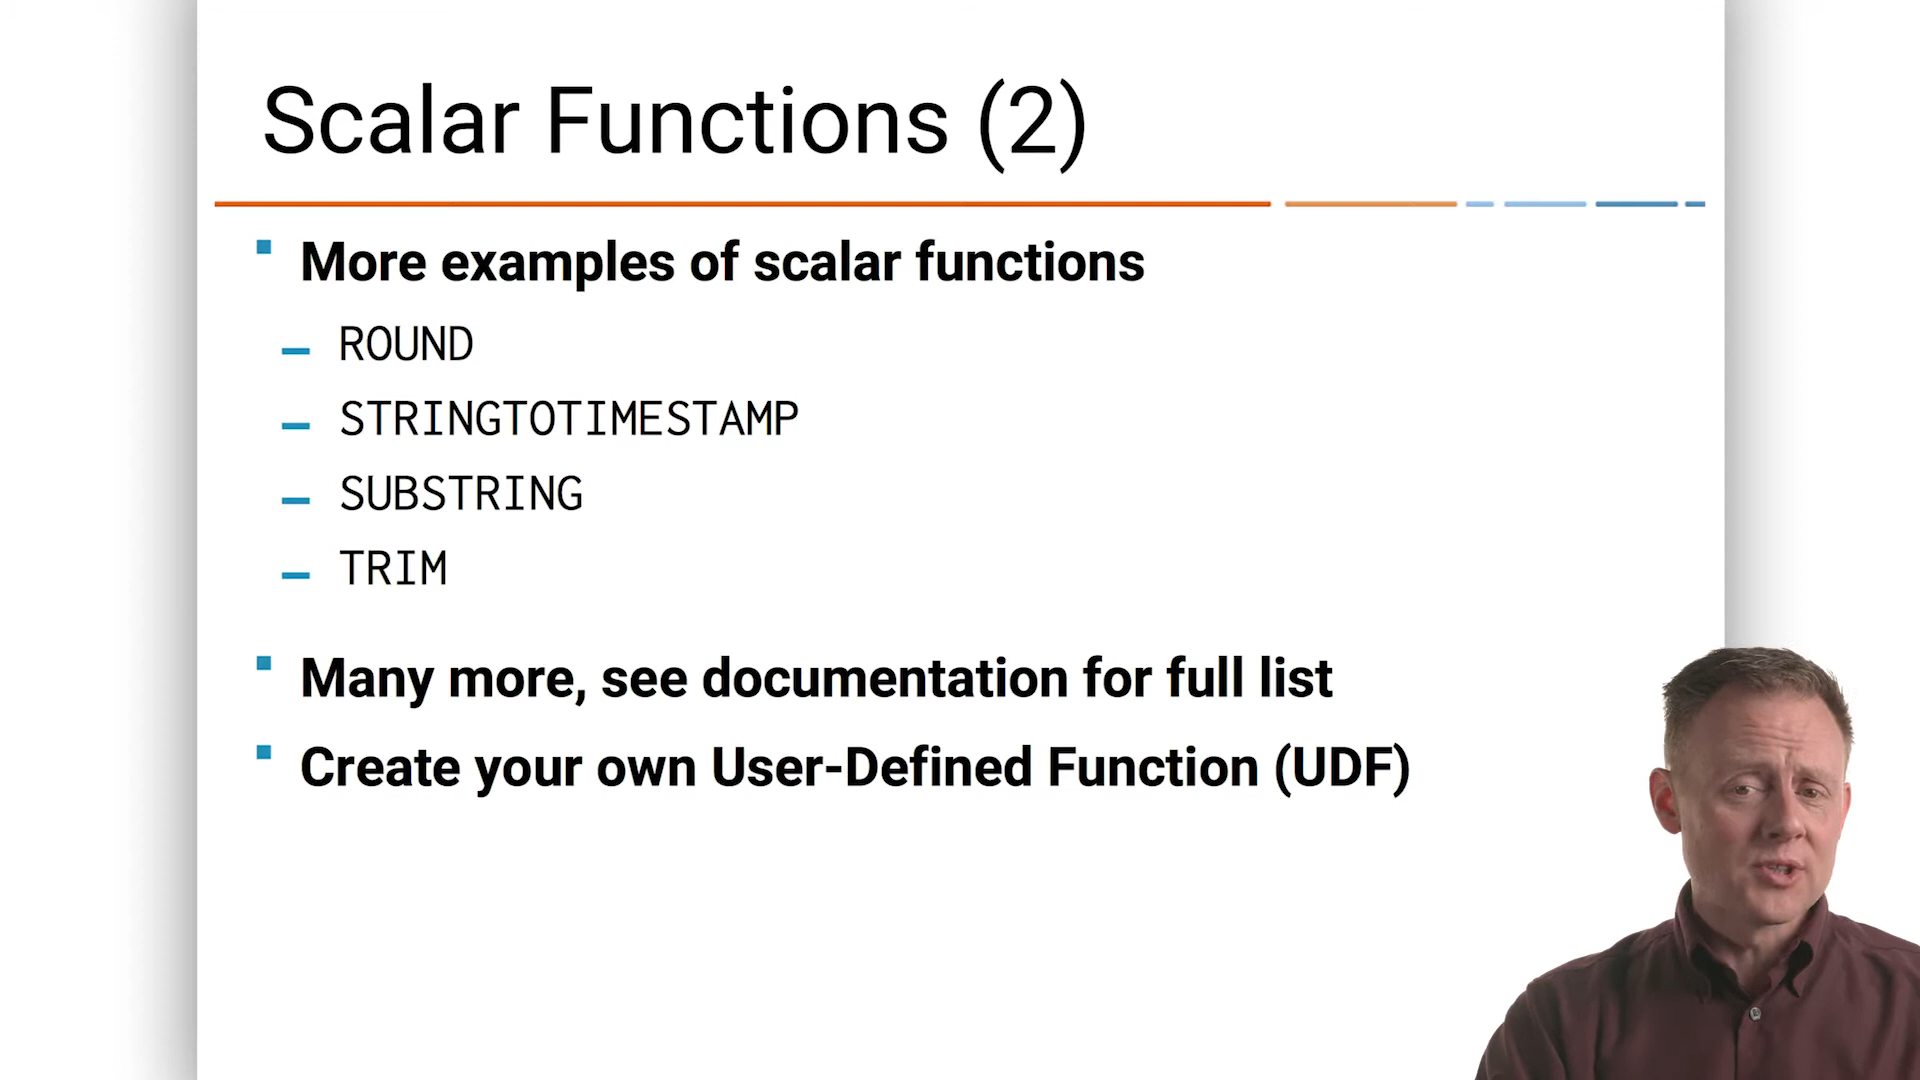 Scalar Functions (2)
More examples of scalar functions
ROUND
STRINGTOTIMESTAMP
SUBSTRING
TRIM
Many more, see documentation for full list
Create your own User-Defined Function (UDF)